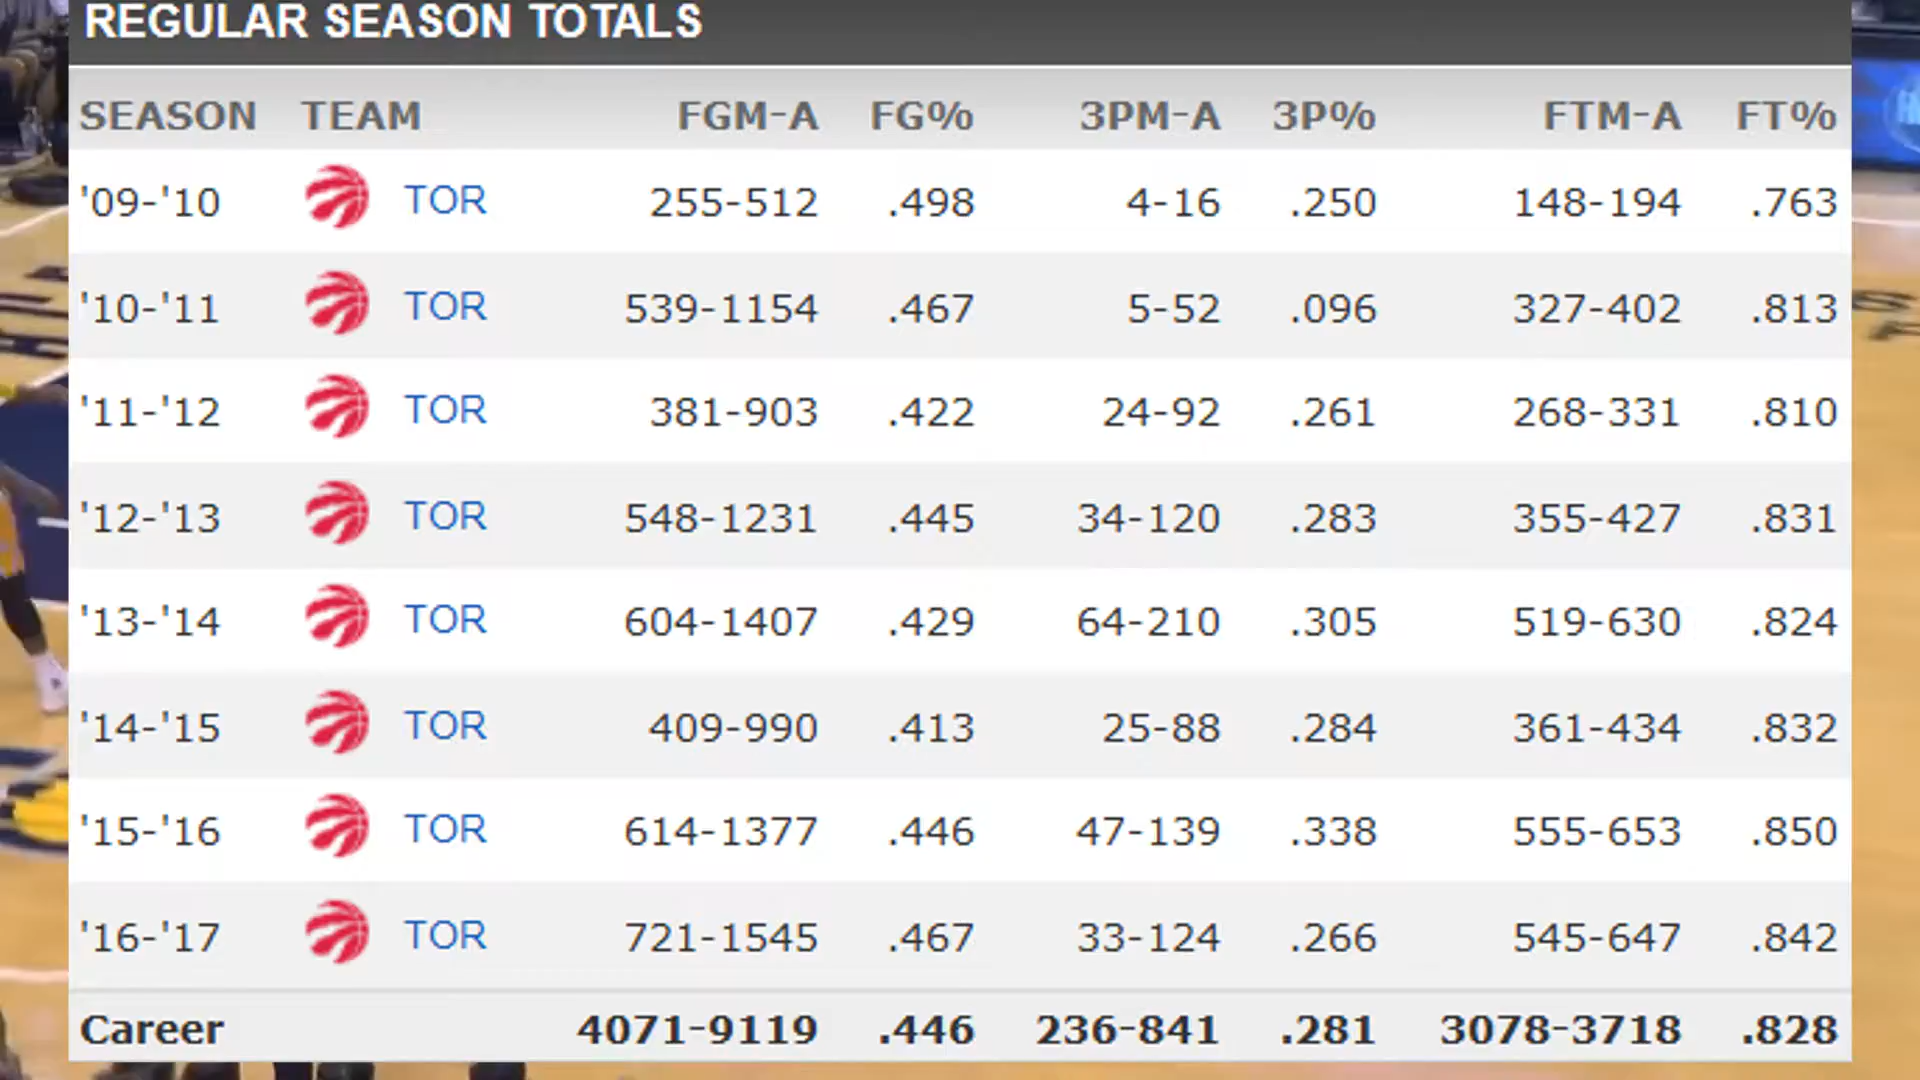 REGULAR SEASON TOTALS
SEASON TEAM FGM-A FG% 3PM-A 3P% FTM-A FT%
'09-'10 TOR 255-512 .498 4-16 .250 148-194 .763
'10-'11 TOR 539-1154 .467 5-52 .096 327-402 .813
'11-'12 TOR 381-903 .422 24-92 .261 268-331 .810
'12-'13 TOR 548-1231 .445 34-120 .283 355-427 .831
'13-'14 TOR 604-1407 .429 64-210 .305 519-630 .824
'14-'15 TOR 409-990 .413 25-88 .284 361-434 .832
'15-'16 TOR 614-1377 .446 47-139 .338 555-653 .850
'16-'17 TOR 721-1545 .467 33-124 .266 545-647 .842
Career 4071-9119 .446 236-841 .281 3078-3718 .828